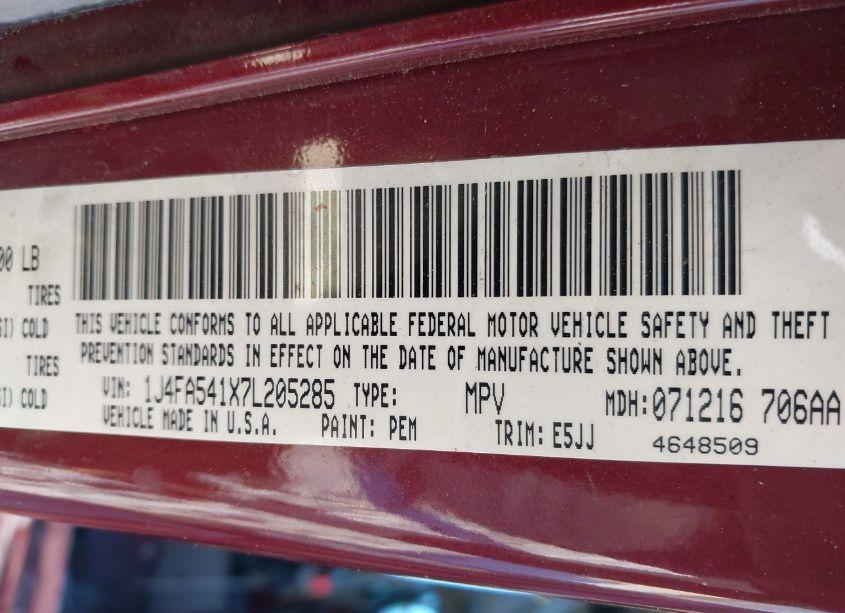 00 LB
TIRES
SI) COLD
TIRES
SI) COLD
THIS VEHICLE CONFORMS TO ALL APPLICABLE FEDERAL MOTOR VEHICLE SAFETY AND THEFT
PREVENTION STANDARDS IN EFFECT ON THE DATE OF MANUFACTURE SHOWN ABOVE.
VIN: 1J4FA541X7L205285 TYPE: MPV MDH: 071216 706AA
VEHICLE MADE IN U.S.A. PAINT: PEM TRIM: E5JJ 4648509